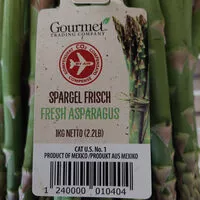 Gourmet
TRADING COMPANY
SPARGEL FRISCH
FRESH ASPARAGUS
1KG NETTO (2.2LB)
CAT U.S. No. 1
PRODUCT OF MEXICO/PRODUKT AUS MEXIKO
1 240000 010404